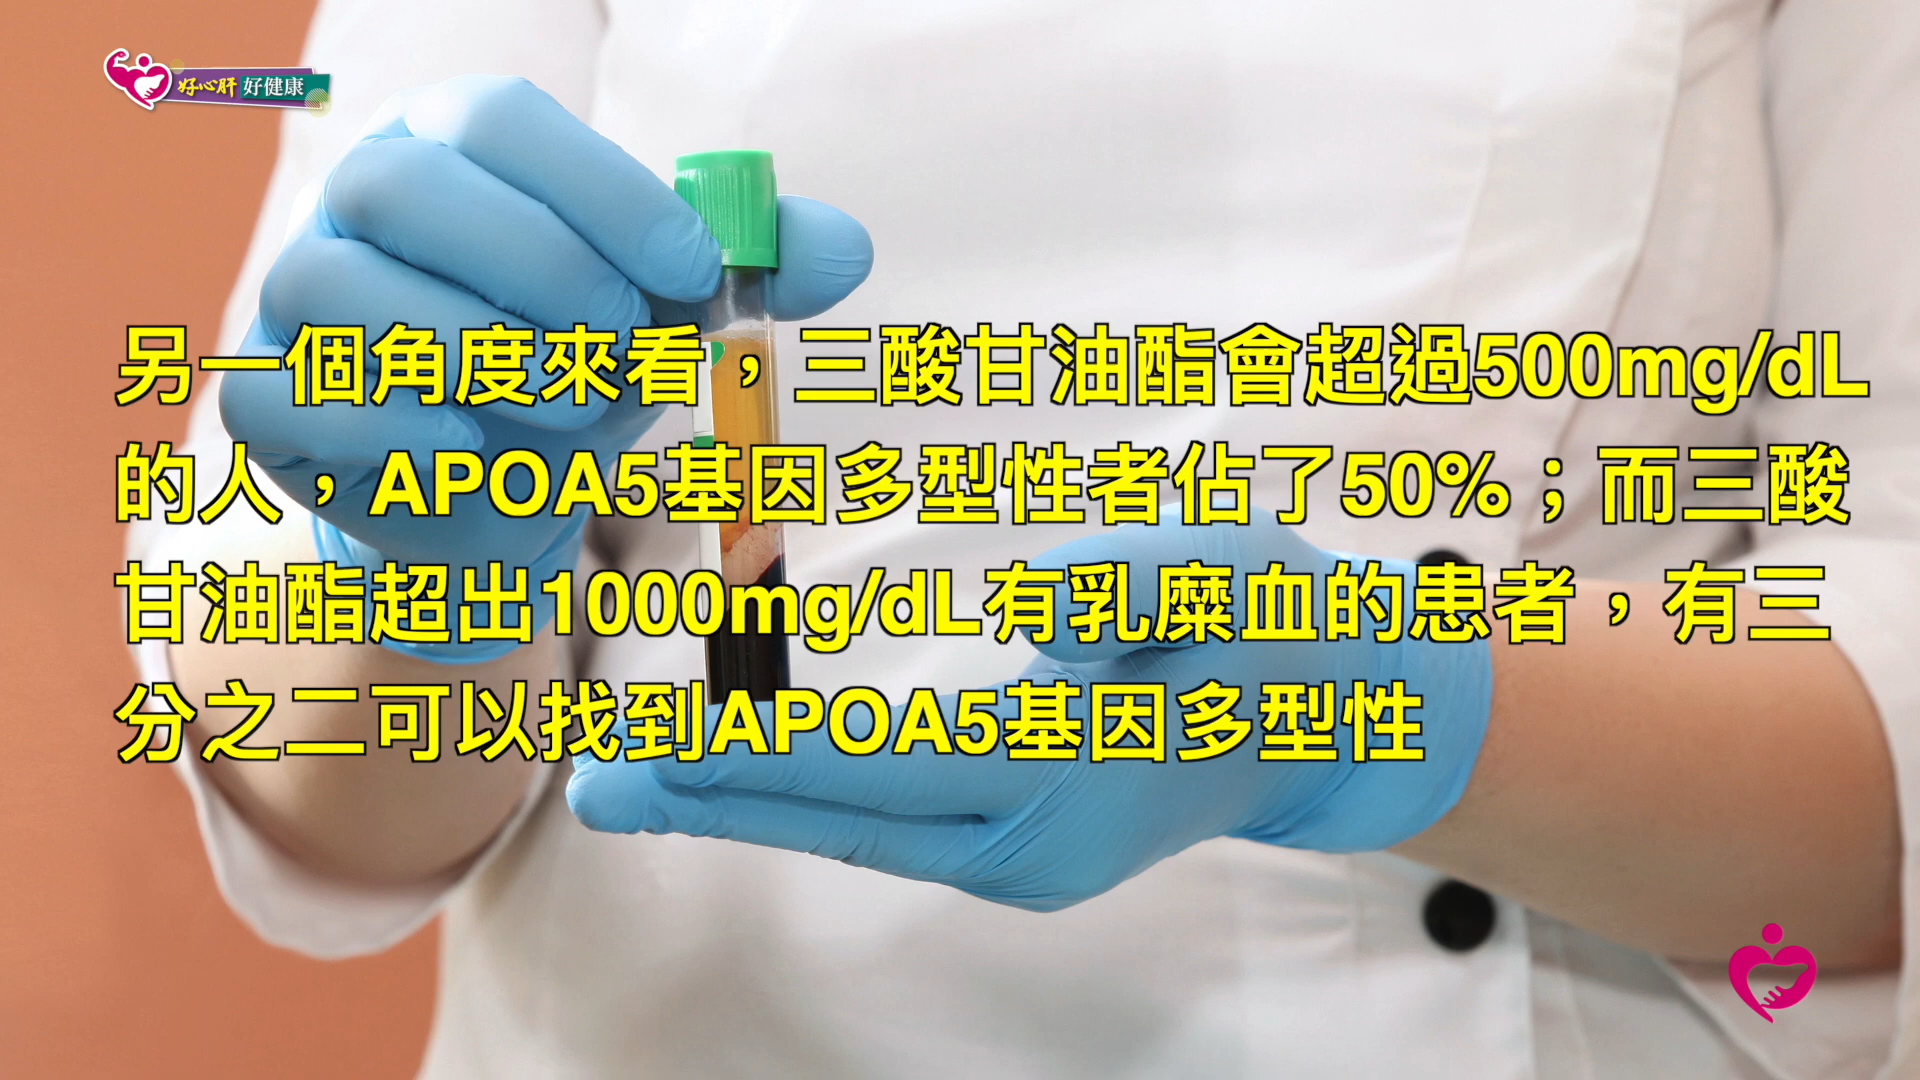 好心肝 好健康
另一個角度來看，三酸甘油酯會超過500mg/dL
的人，APOA5基因多型性者佔了50%；而三酸
甘油酯超出1000mg/dL有乳糜血的患者，有三
分之二可以找到APOA5基因多型性